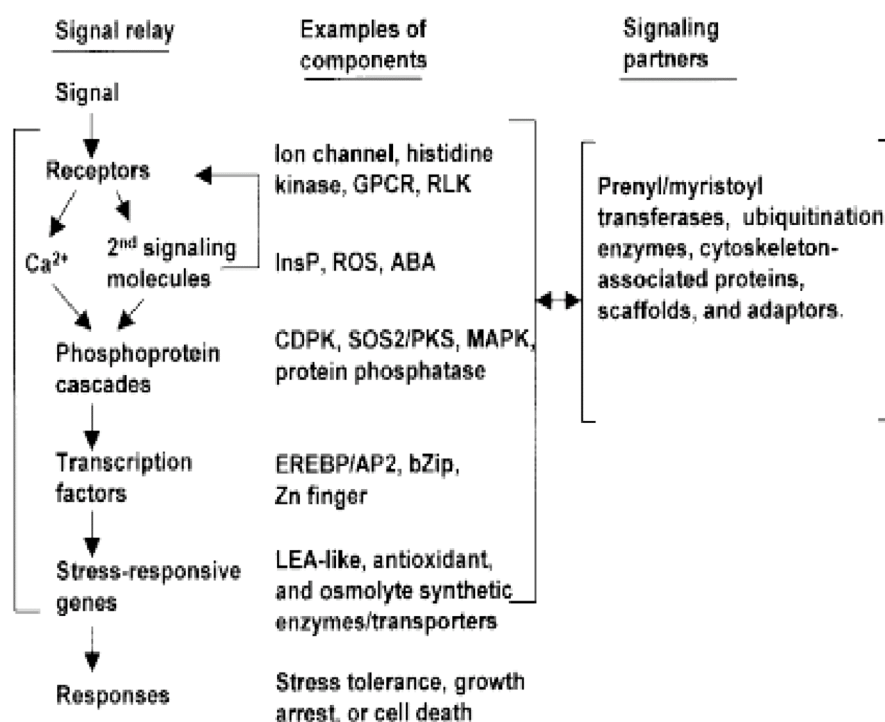 Signal relay
Examples of
components
Signaling
partners
Signal
Receptors
Ion channel, histidine
kinase, GPCR, RLK
Ca²⁺
2ⁿᵈ signaling
molecules
InsP, ROS, ABA
Phosphoprotein
cascades
CDPK, SOS2/PKS, MAPK,
protein phosphatase
Transcription
factors
EREBP/AP2, bZip,
Zn finger
Stress-responsive
genes
LEA-like, antioxidant,
and osmolyte synthetic
enzymes/transporters
Responses
Stress tolerance, growth
arrest, or cell death
Prenyl/myristoyl
transferases, ubiquitination
enzymes, cytoskeleton-
associated proteins,
scaffolds, and adaptors.